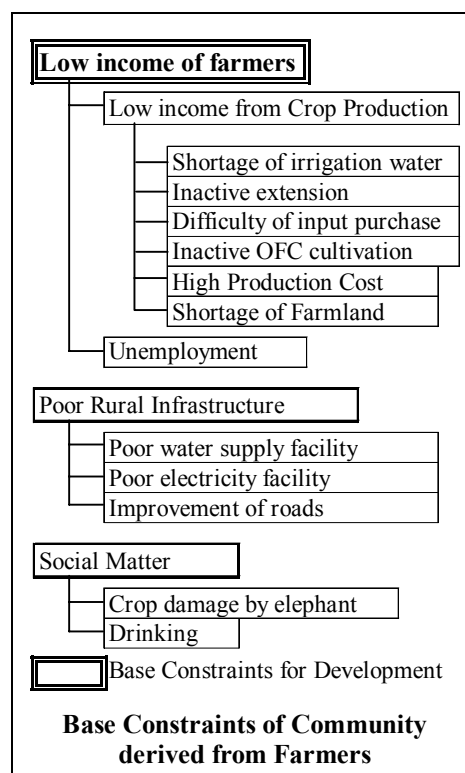 Low income of farmers
Low income from Crop Production
Shortage of irrigation water
Inactive extension
Difficulty of input purchase
Inactive OFC cultivation
High Production Cost
Shortage of Farmland
Unemployment
Poor Rural Infrastructure
Poor water supply facility
Poor electricity facility
Improvement of roads
Social Matter
Crop damage by elephant
Drinking
Base Constraints for Development
Base Constraints of Community
derived from Farmers